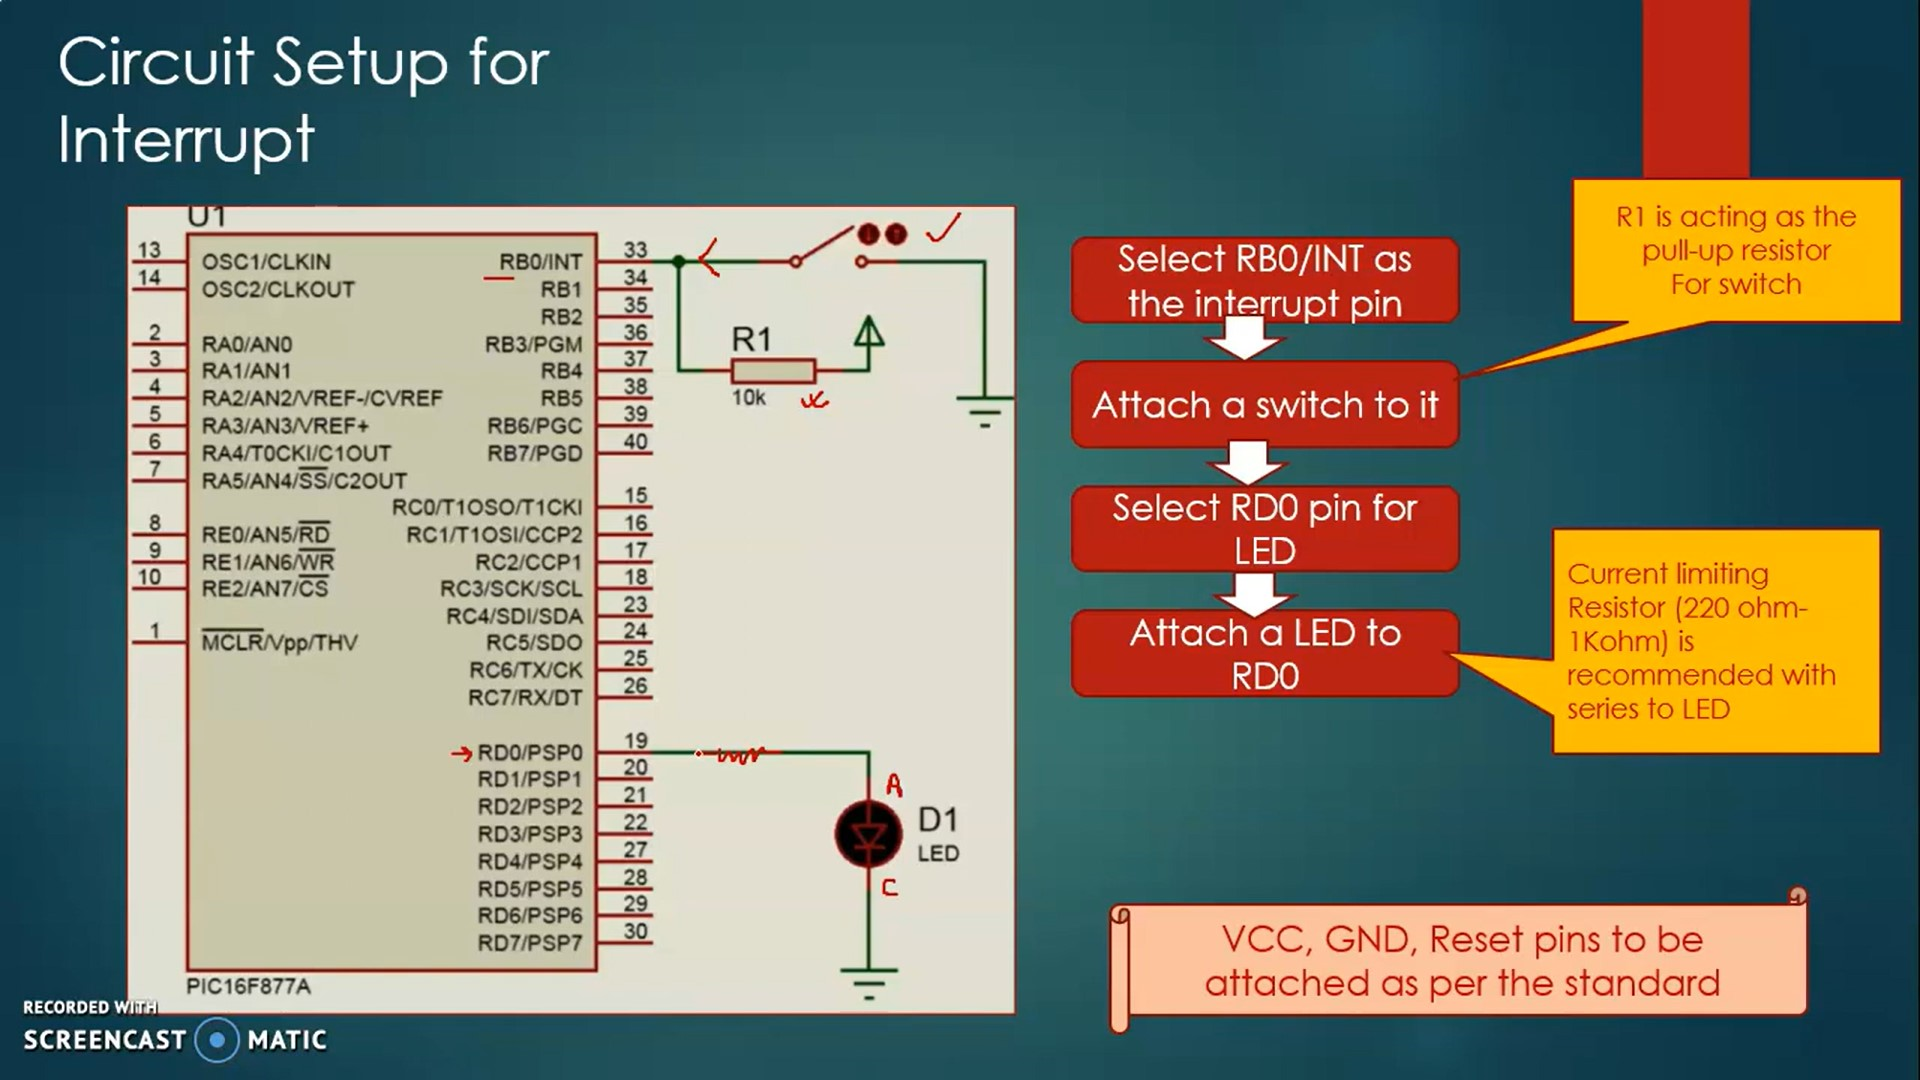 Circuit Setup for
Interrupt
U1
13 OSC1/CLKIN
14 OSC2/CLKOUT
2 RA0/AN0
3 RA1/AN1
4 RA2/AN2/VREF-/CVREF
5 RA3/AN3/VREF+
6 RA4/T0CKI/C1OUT
7 RA5/AN4/SS/C2OUT
8 RE0/AN5/RD
9 RE1/AN6/WR
10 RE2/AN7/CS
1 MCLR/Vpp/THV
RB0/INT 33
RB1 34
RB2 35
RB3/PGM 36
RB4 37
RB5 38
RB6/PGC 39
RB7/PGD 40
RC0/T1OSO/T1CKI 15
RC1/T1OSI/CCP2 16
RC2/CCP1 17
RC3/SCK/SCL 18
RC4/SDI/SDA 23
RC5/SDO 24
RC6/TX/CK 25
RC7/RX/DT 26
RD0/PSP0 19
RD1/PSP1 20
RD2/PSP2 21
RD3/PSP3 22
RD4/PSP4 27
RD5/PSP5 28
RD6/PSP6 29
RD7/PSP7 30
PIC16F877A
R1
10k
A
D1
LED
C
Select RB0/INT as
the interrupt pin
Attach a switch to it
Select RD0 pin for
LED
Attach a LED to
RD0
R1 is acting as the
pull-up resistor
For switch
Current limiting
Resistor (220 ohm-
1Kohm) is
recommended with
series to LED
VCC, GND, Reset pins to be
attached as per the standard
RECORDED WITH
SCREENCAST MATIC